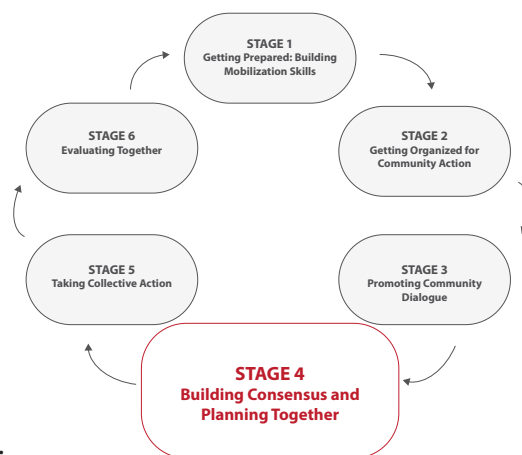 STAGE 1
Getting Prepared: Building
Mobilization Skills
STAGE 2
Getting Organized for
Community Action
STAGE 3
Promoting Community
Dialogue
STAGE 4
Building Consensus and
Planning Together
STAGE 5
Taking Collective Action
STAGE 6
Evaluating Together
.